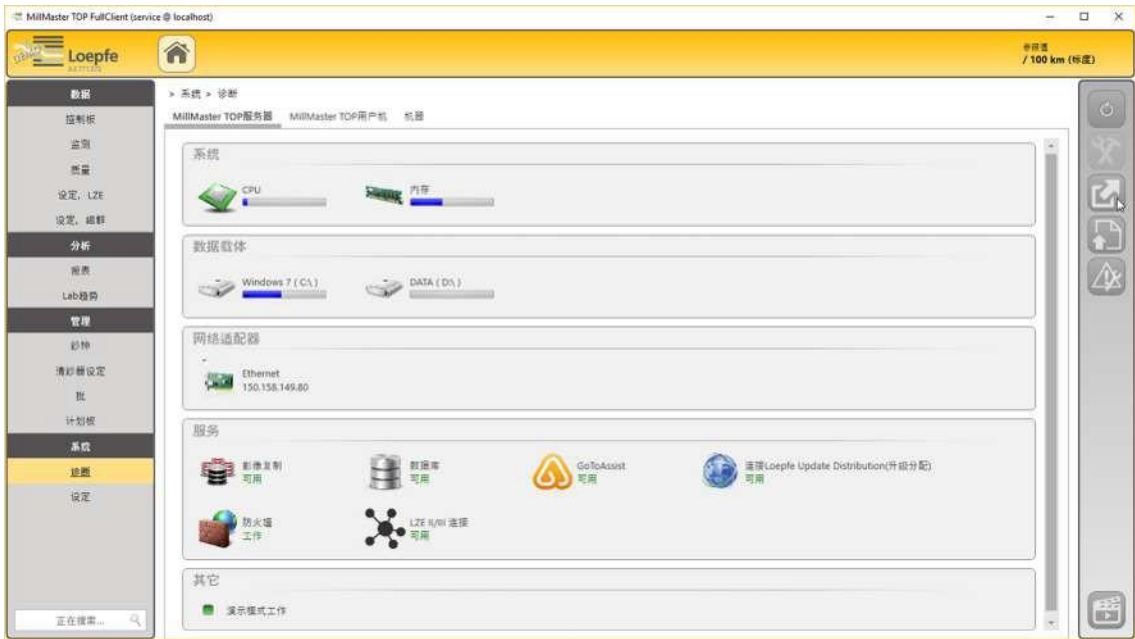 MillMaster TOP FullClient (service @ localhost)
DEMO
Loepfe
参照值
/ 100 km (标度)
数据
控制板
监测
质量
设定, LZE
设定, 组群
分析
报表
Lab趋势
管理
纱种
清纱器设定
批
计划板
系统
诊断
设定
正在搜索...
> 系统 > 诊断
MillMaster TOP服务器 MillMaster TOP用户机 机器
系统
CPU
内存
数据载体
Windows 7 ( C:\ )
DATA ( D:\ )
网络适配器
-
Ethernet
150.158.149.80
服务
影像复制
可用
数据库
可用
GoToAssist
可用
连接Loepfe Update Distribution(升级分配)
可用
防火墙
工作
LZE II/III 连接
可用
其它
演示模式工作